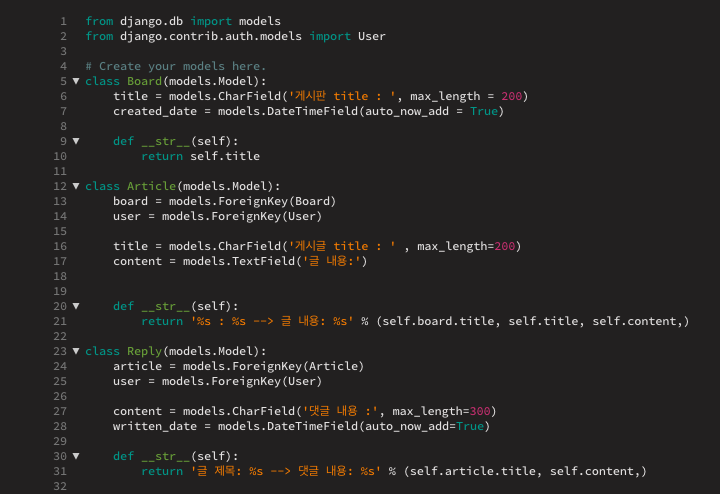 1 from django.db import models
2 from django.contrib.auth.models import User
3
4 # Create your models here.
5 class Board(models.Model):
6     title = models.CharField('게시판 title : ', max_length = 200)
7     created_date = models.DateTimeField(auto_now_add = True)
8
9     def __str__(self):
10         return self.title
11
12 class Article(models.Model):
13     board = models.ForeignKey(Board)
14     user = models.ForeignKey(User)
15
16     title = models.CharField('게시글 title : ' , max_length=200)
17     content = models.TextField('글 내용:')
18
19
20     def __str__(self):
21         return '%s : %s --> 글 내용: %s' % (self.board.title, self.title, self.content,)
22
23 class Reply(models.Model):
24     article = models.ForeignKey(Article)
25     user = models.ForeignKey(User)
26
27     content = models.CharField('댓글 내용 :', max_length=300)
28     written_date = models.DateTimeField(auto_now_add=True)
29
30     def __str__(self):
31         return '글 제목: %s --> 댓글 내용: %s' % (self.article.title, self.content,)
32